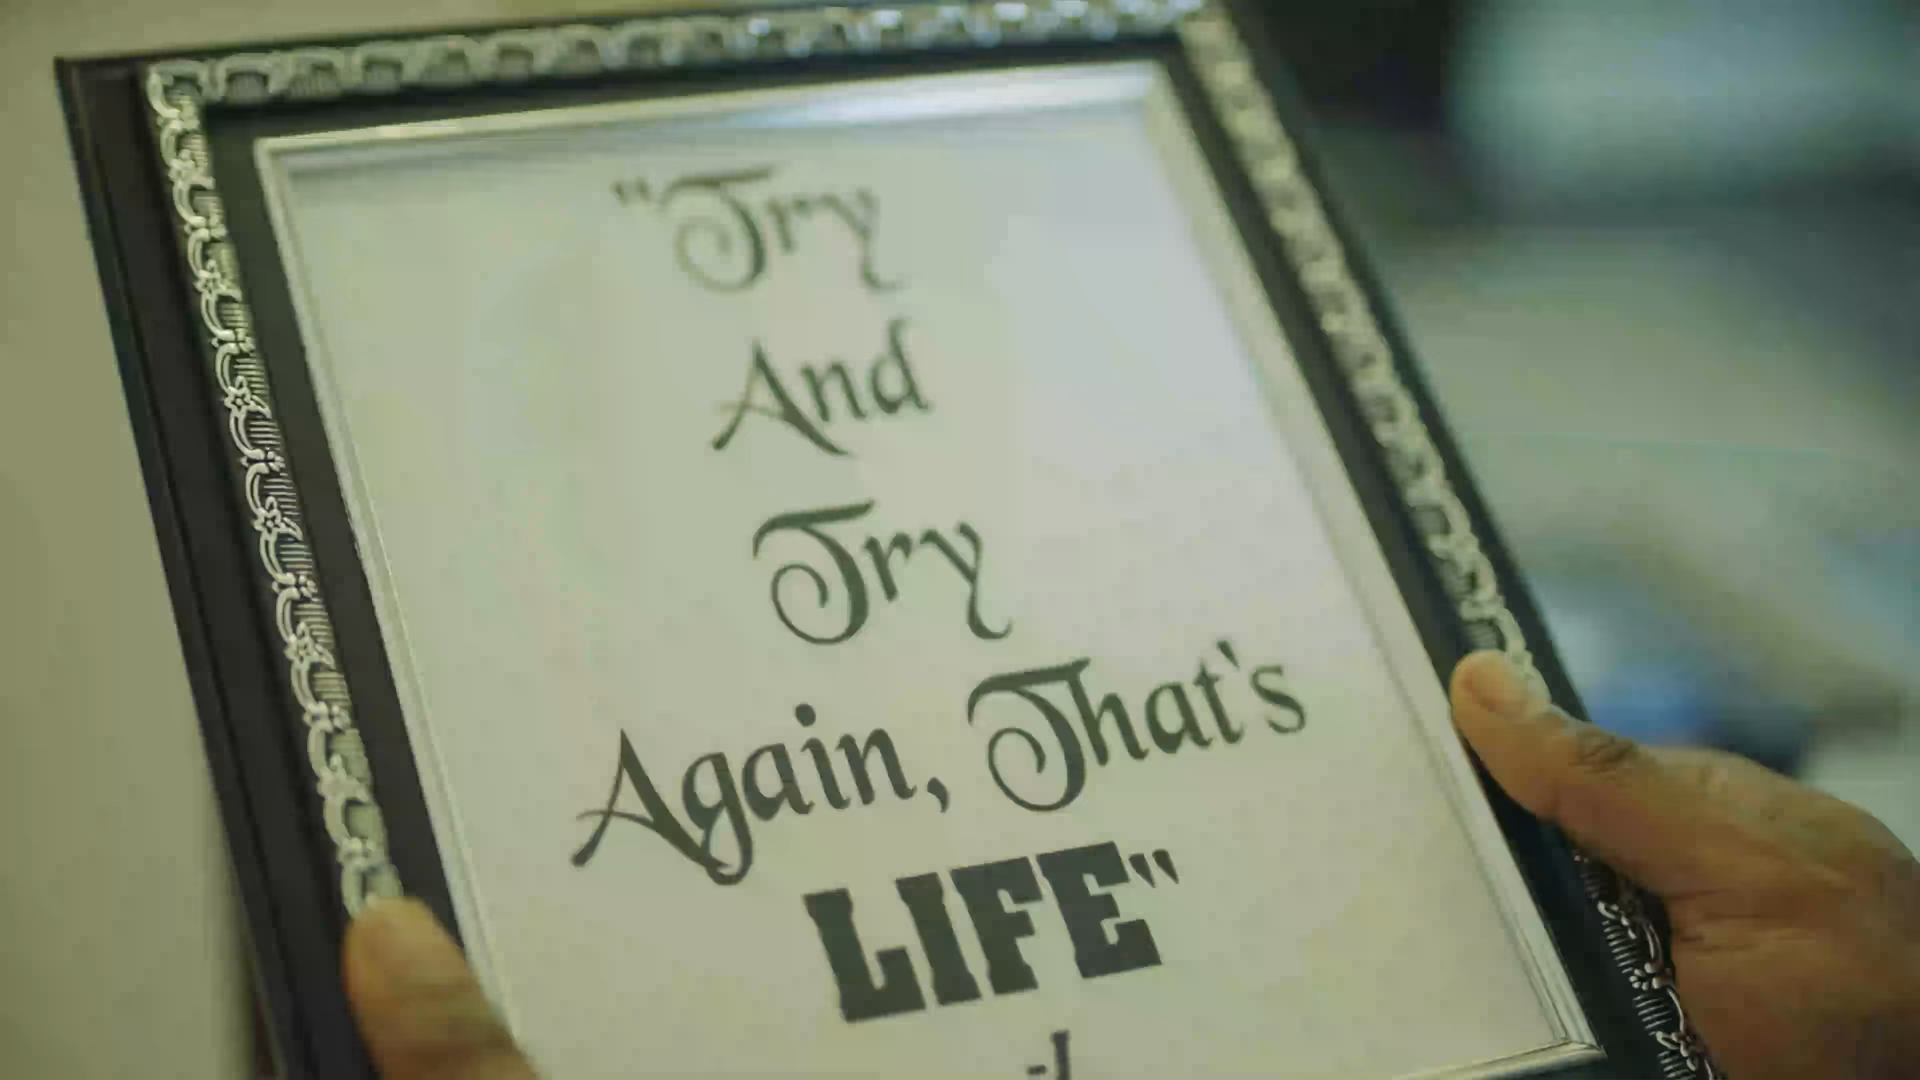 "Try
And
Try
Again, That's
LIFE"
-J